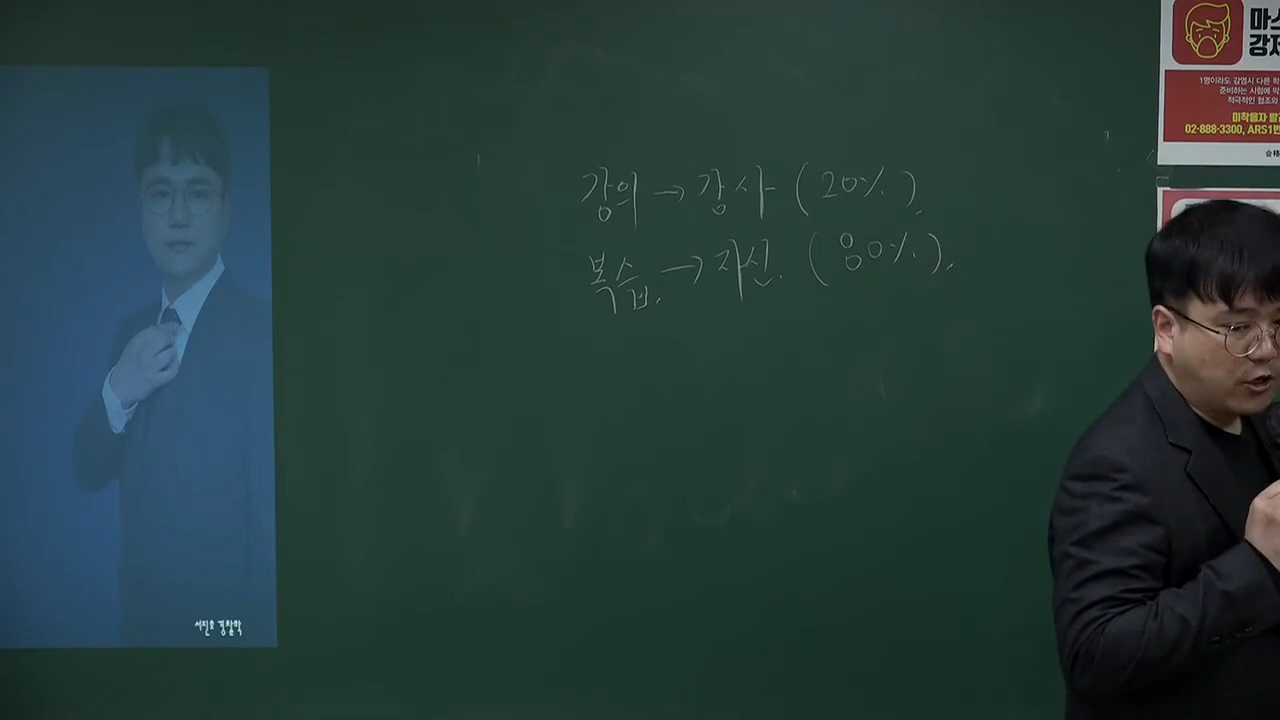 강의 → 강사 (20%).
복습. → 자신. (80%).
서진호 경찰학
마스
강제
1명이라도 감염시 다른 학
준비하는 시험에 악
적극적인 협조와
미착용자 발견
02-888-3300, ARS1번
合格